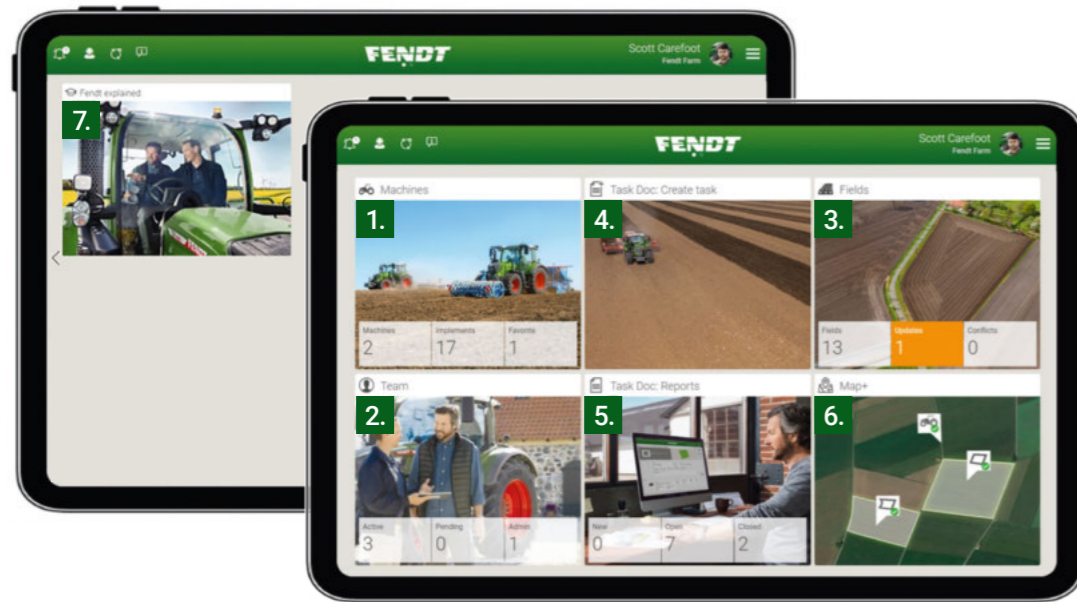 FENDT
Scott Carefoot
Fendt Farm
Fendt explained
7.
FENDT
Scott Carefoot
Fendt Farm
Machines
1.
Machines
2
Implements
17
Favorite
1
Task Doc: Create task
4.
Fields
3.
Fields
13
Updates
1
Conflicts
0
Team
2.
Active
3
Pending
0
Admin
1
Task Doc: Reports
5.
New
0
Open
7
Closed
2
Map+
6.